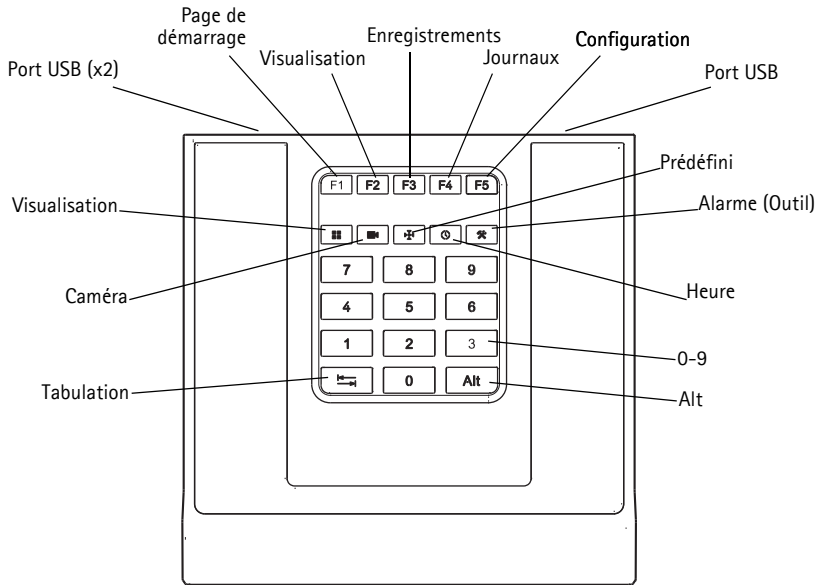 Page de
démarrage
Enregistrements
Visualisation
Journaux
Configuration
Port USB (x2)
Port USB
Prédéfini
F1 F2 F3 F4 F5
Visualisation
Alarme (Outil)
7 8 9
Caméra
Heure
4 5 6
1 2 3
0-9
Tabulation
0 Alt
Alt